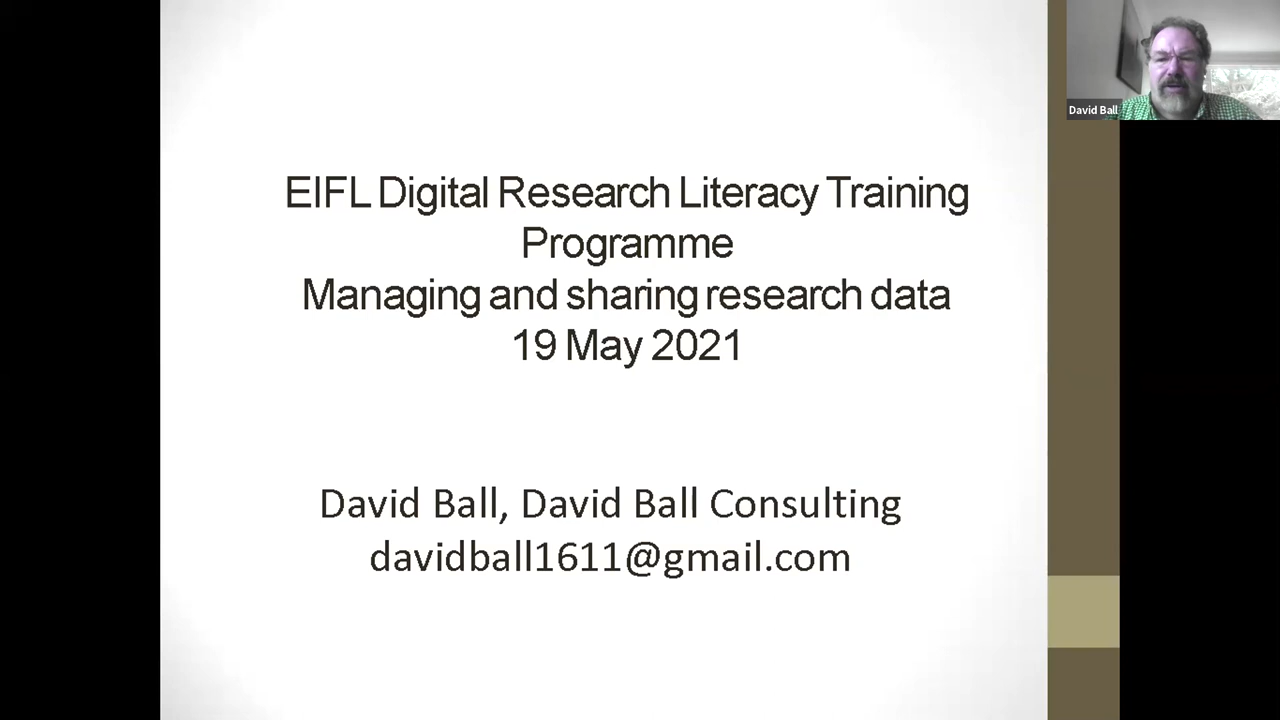 EIFL Digital Research Literacy Training
Programme
Managing and sharing research data
19 May 2021
David Ball, David Ball Consulting
davidball1611@gmail.com
David Ball